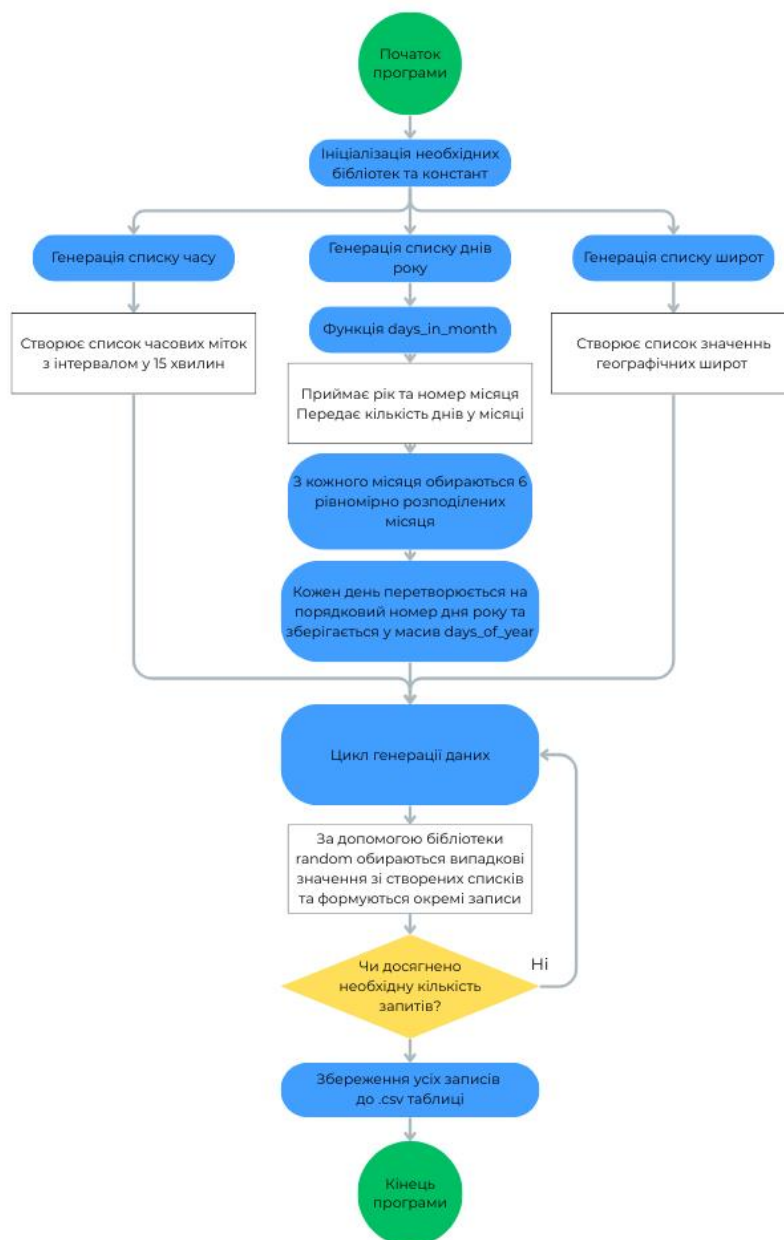 Початок
програми
Ініціалізація необхідних
бібліотек та констант
Генерація списку часу
Створює список часових міток
з інтервалом у 15 хвилин
Генерація списку днів
року
Функція days_in_month
Приймає рік та номер місяця
Передає кількість днів у місяці
З кожного місяця обираються 6
рівномірно розподілених
місяця
Кожен день перетворюється на
порядковий номер дня року та
зберігається у масив days_of_year
Генерація списку широт
Створює список значеннь
географічних широт
Цикл генерації даних
За допомогою бібліотеки
random обираються випадкові
значення зі створених списків
та формуються окремі записи
Чи досягнено
необхідну кількість
запитів?
Ні
Збереження усіх записів
до .csv таблиці
Кінець
програми